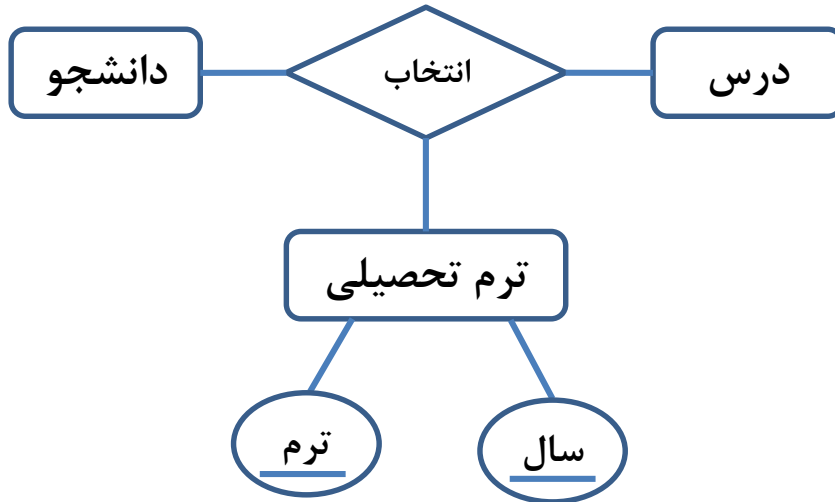 درس
انتخاب
دانشجو
ترم تحصیلی
سال
ترم